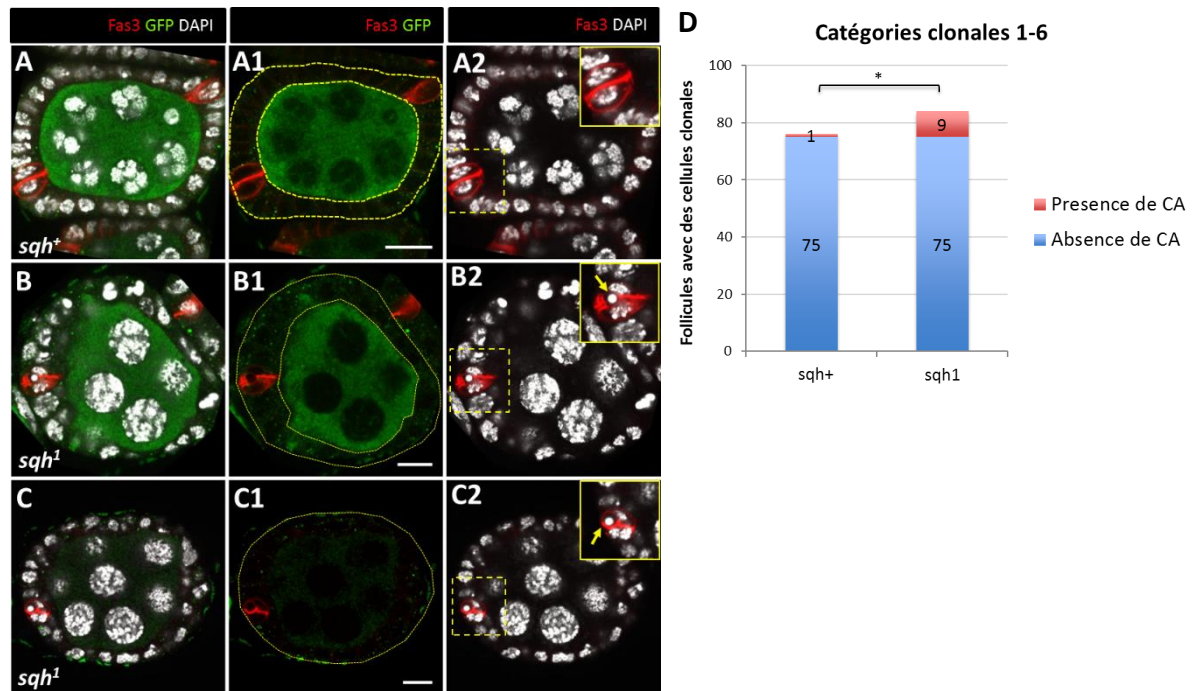 Fas3 GFP DAPI
Fas3 GFP
Fas3 DAPI
A
A1
A2
sqh+
B
B1
B2
sqh1
C
C1
C2
sqh1
D
Catégories clonales 1-6
Follicules avec des cellules clonales
100
80
60
40
20
0
*
1
9
75
75
sqh+
sqh1
Presence de CA
Absence de CA